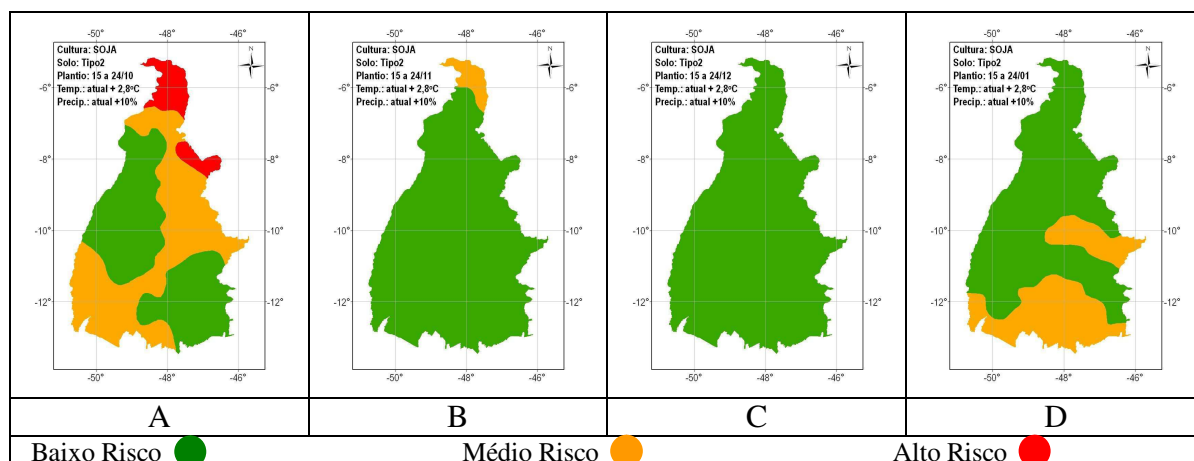 -50° -48° -46°
Cultura: SOJA
Solo: Tipo2
Plantio: 15 a 24/10
Temp.: atual + 2,8ºC
Precip.: atual +10%
N
-6° -6°
-8° -8°
-10° -10°
-12° -12°
-50° -48° -46°
A
-50° -48° -46°
Cultura: SOJA
Solo: Tipo2
Plantio: 15 a 24/11
Temp.: atual + 2,8ºC
Precip.: atual +10%
N
-6° -6°
-8° -8°
-10° -10°
-12° -12°
-50° -48° -46°
B
-50° -48° -46°
Cultura: SOJA
Solo: Tipo2
Plantio: 15 a 24/12
Temp.: atual + 2,8ºC
Precip.: atual +10%
N
-6° -6°
-8° -8°
-10° -10°
-12° -12°
-50° -48° -46°
C
-50° -48° -46°
Cultura: SOJA
Solo: Tipo2
Plantio: 15 a 24/01
Temp.: atual + 2,8ºC
Precip.: atual +10%
N
-6° -6°
-8° -8°
-10° -10°
-12° -12°
-50° -48° -46°
D
Baixo Risco Médio Risco Alto Risco